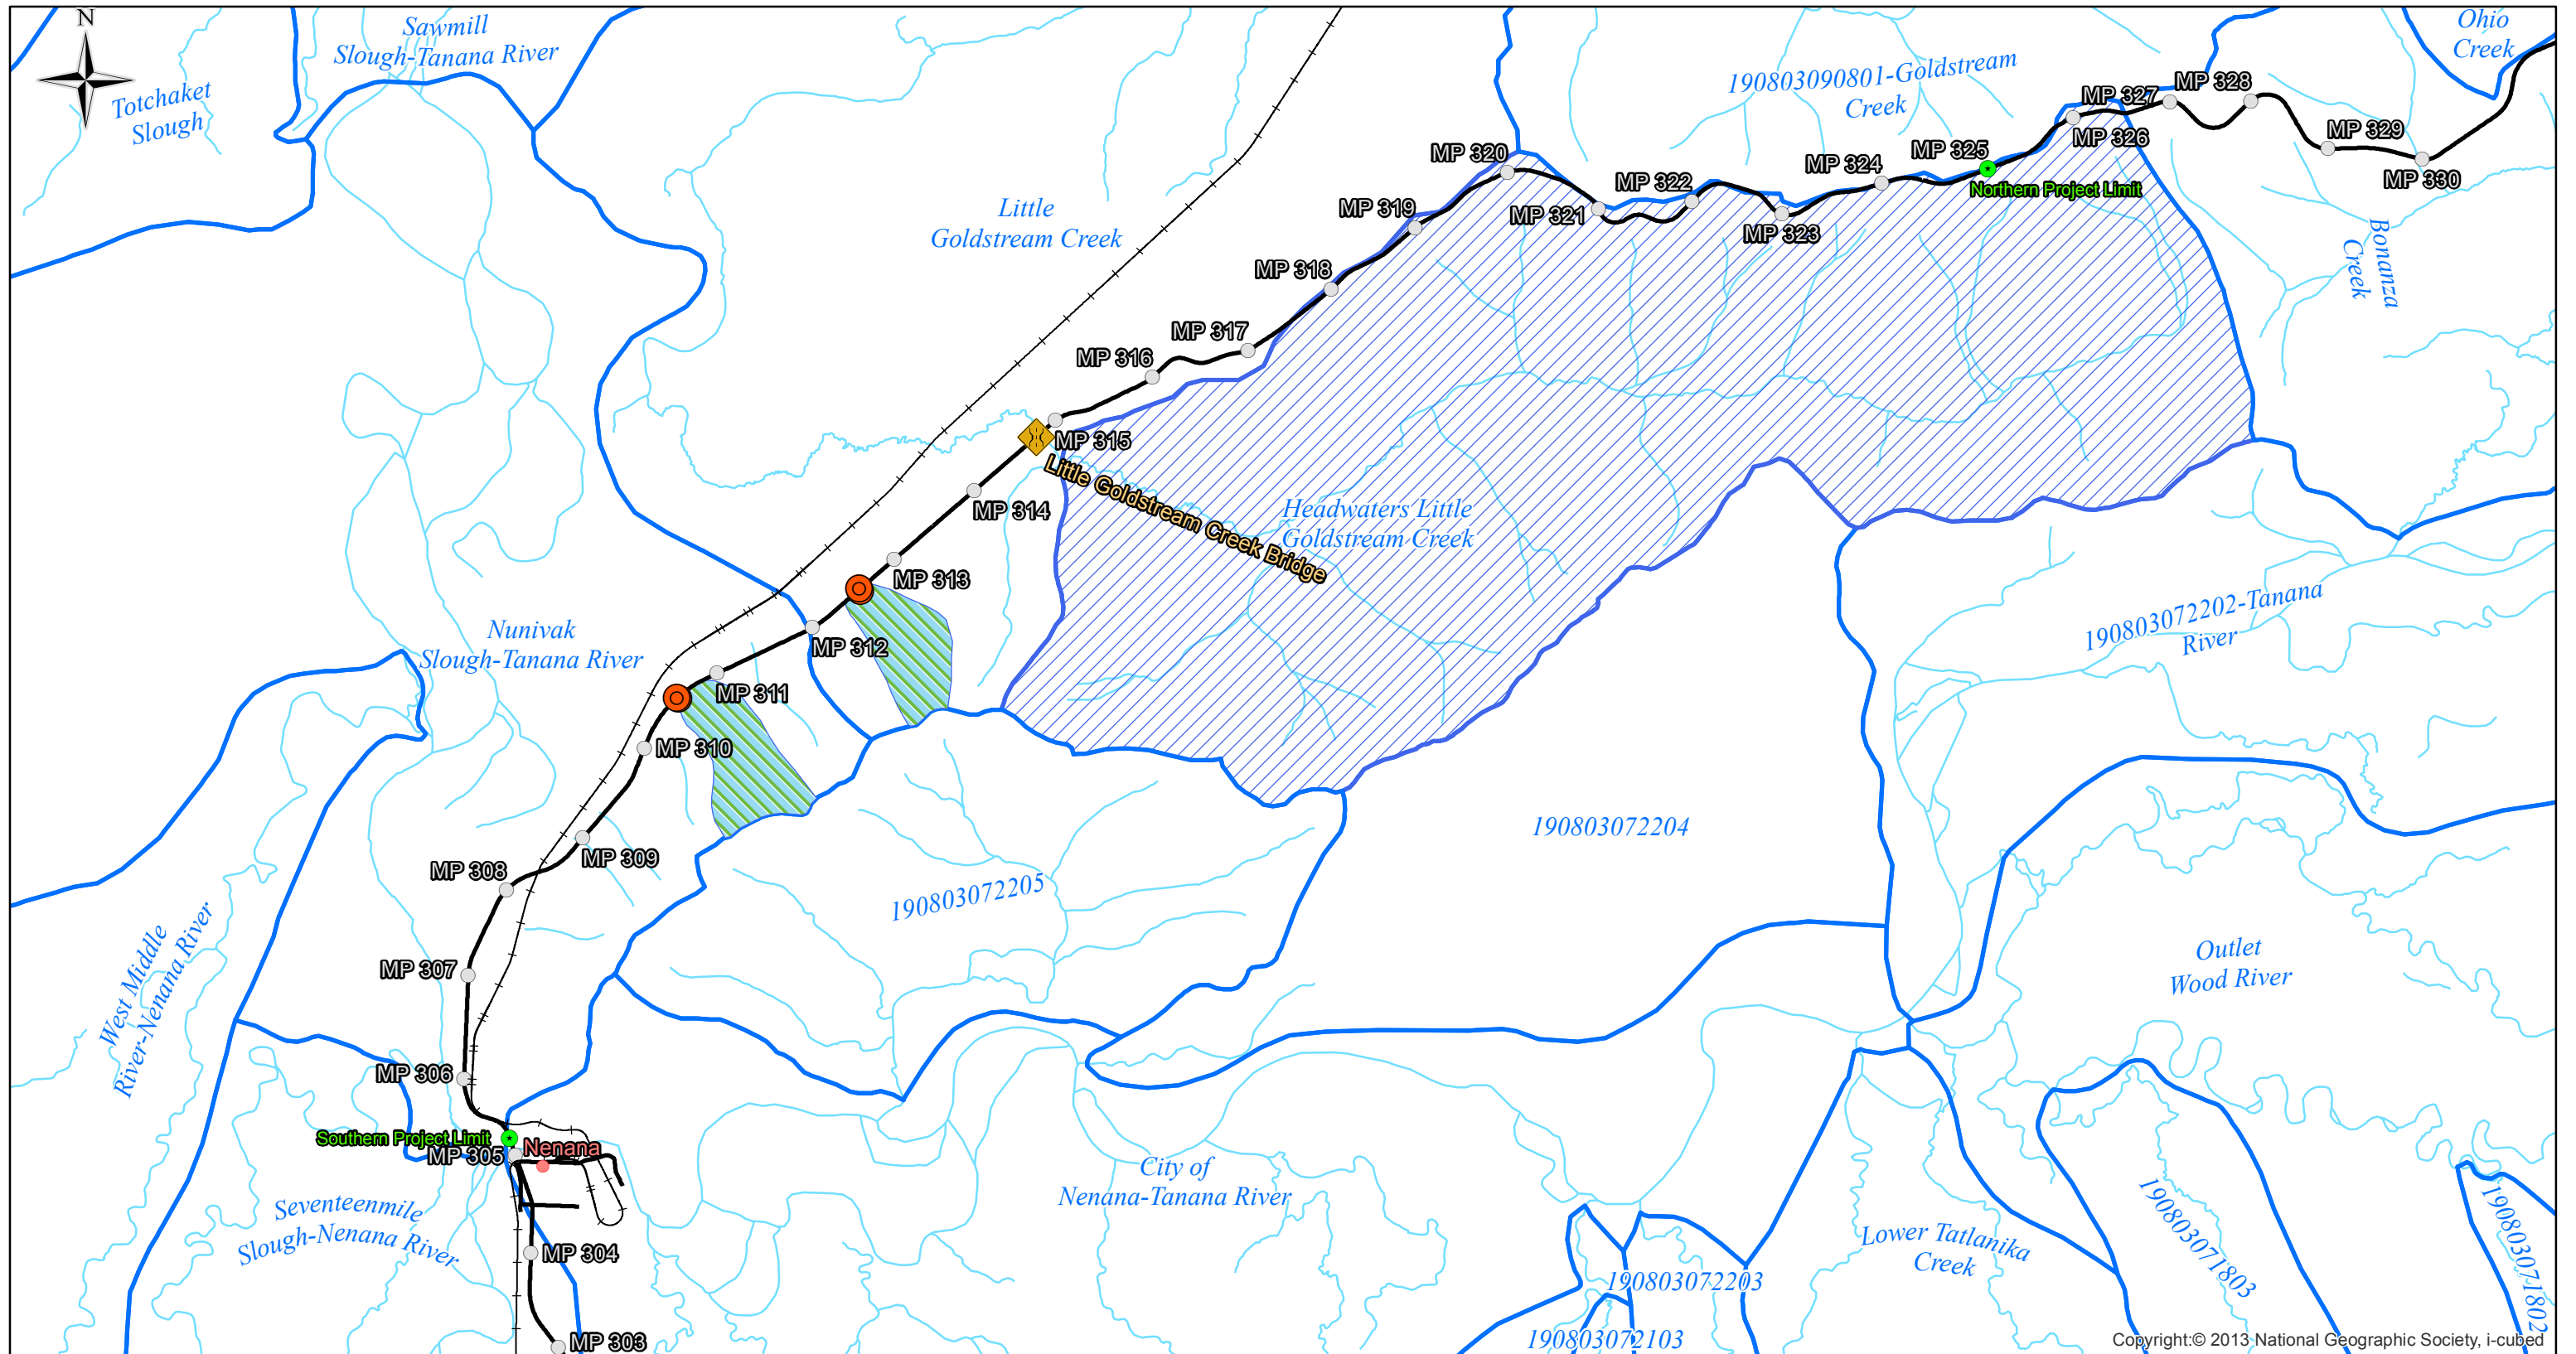 N
Sawmill
Slough-Tanana River
Totchaket
Slough
Ohio
Creek
190803090801-Goldstream
Creek
MP 328
MP 327
MP 326
MP 329
MP 330
MP 325
Northern Project Limit
MP 324
MP 323
MP 322
MP 321
MP 320
MP 319
MP 318
MP 317
MP 316
MP 315
Little
Goldstream Creek
Bonanza
Creek
Little Goldstream Creek Bridge
Headwaters Little
Goldstream Creek
MP 314
MP 313
MP 312
MP 311
MP 310
MP 309
MP 308
MP 307
MP 306
Nunivak
Slough-Tanana River
190803072202-Tanana
River
190803072204
190803072205
West Middle
River-Nenana River
Outlet
Wood River
Southern Project Limit
MP 305
Nenana
Seventeenmile
Slough-Nenana River
City of
Nenana-Tanana River
MP 304
MP 303
Lower Tatlanika
Creek
190803072203
190803072103
190803071803
190803071802
Copyright:© 2013 National Geographic Society, i-cubed